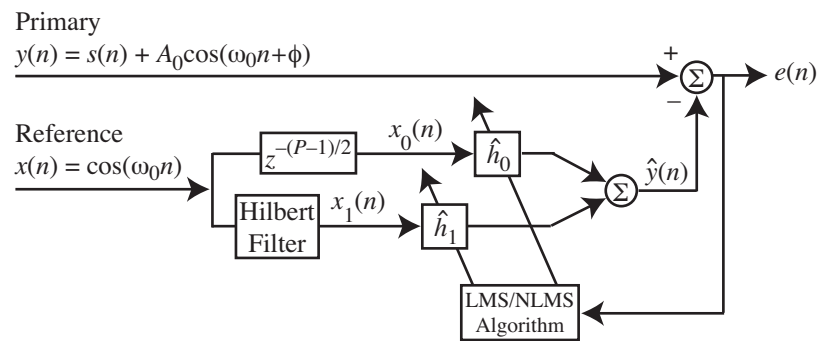 Primary
y(n) = s(n) + A₀cos(ω₀n+ϕ)
+
Σ
e(n)
−
Reference
x(n) = cos(ω₀n)
z^{-(P-1)/2}
x₀(n)
ĥ₀
ŷ(n)
Σ
Hilbert
Filter
x₁(n)
ĥ₁
LMS/NLMS
Algorithm